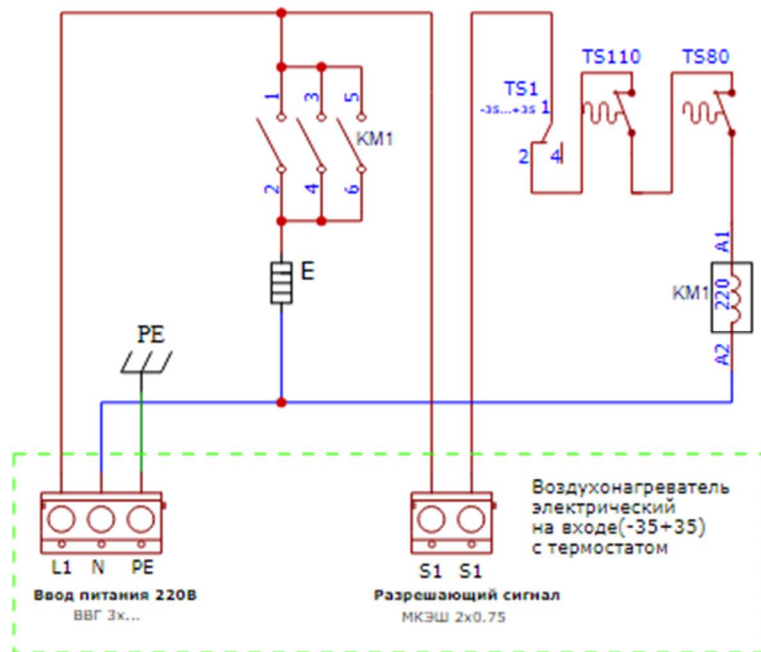 TS110
TS80
TS1
-35...+35 1
2 4
1 3 5
KM1
2 4 6
E
PE
A1
KM1
220
A2
Воздухонагреватель
электрический
на входе(-35+35)
с термостатом
L1 N PE
S1 S1
Ввод питания 220В
ВВГ 3х...
Разрешающий сигнал
МКЭШ 2х0.75